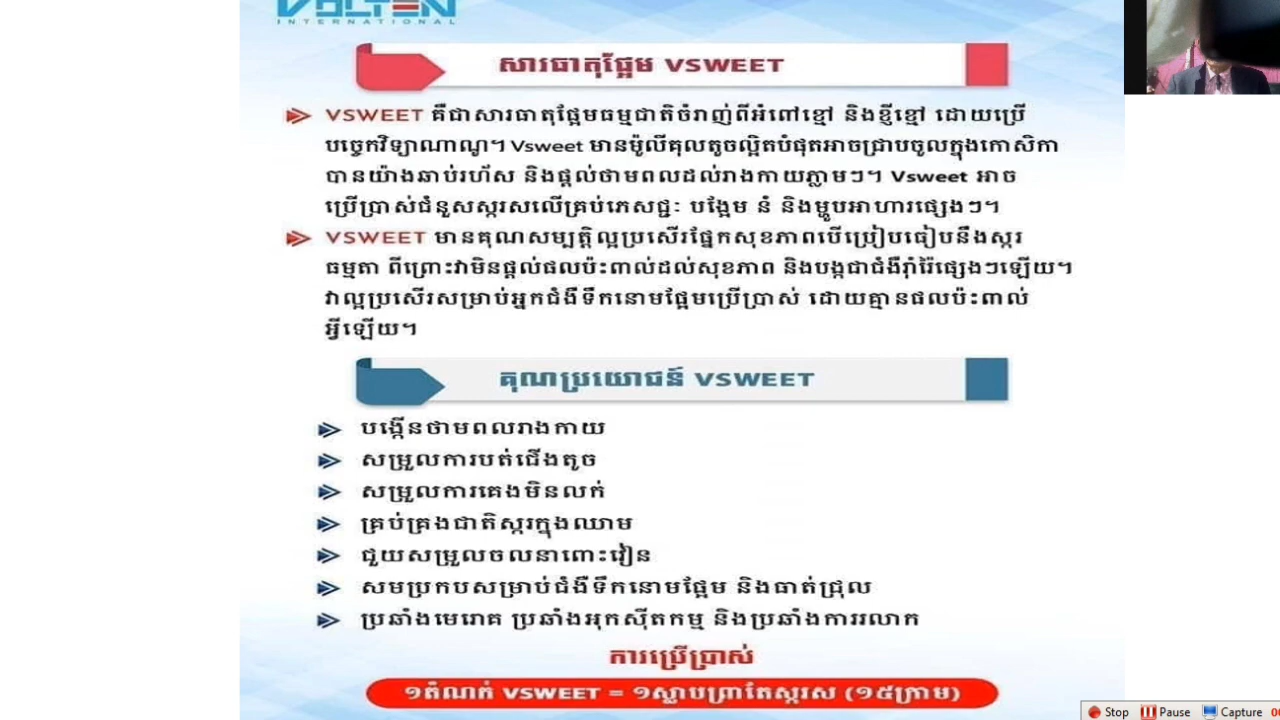 VOLTEN
INTERNATIONAL
សារធាតុផ្អែម VSWEET
VSWEET គឺជាសារធាតុផ្អែមធម្មជាតិចំរាញ់ពីអំពៅខ្មៅ និងខ្ញីខ្មៅ ដោយប្រើ
បច្ចេកវិទ្យាណាណូ។ Vsweet មានម៉ូលីគុលតូចល្អិតបំផុតអាចជ្រាបចូលក្នុងកោសិកា
បានយ៉ាងឆាប់រហ័ស និងផ្តល់ថាមពលដល់រាងកាយភ្លាមៗ។ Vsweet អាច
ប្រើប្រាស់ជំនួសស្ករសលើគ្រប់ភេសជ្ជៈ បង្អែម នំ និងម្ហូបអាហារផ្សេងៗ។
VSWEET មានគុណសម្បត្តិល្អប្រសើរផ្នែកសុខភាពបើប្រៀបធៀបនឹងស្ករ
ធម្មតា ពីព្រោះវាមិនផ្តល់ផលប៉ះពាល់ដល់សុខភាព និងបង្កជាជំងឺរ៉ាំរ៉ៃផ្សេងៗឡើយ។
វាល្អប្រសើរសម្រាប់អ្នកជំងឺទឹកនោមផ្អែមប្រើប្រាស់ ដោយគ្មានផលប៉ះពាល់
អ្វីឡើយ។
គុណប្រយោជន៍ VSWEET
បង្កើនថាមពលរាងកាយ
សម្រួលការបត់ជើងតូច
សម្រួលការគេងមិនលក់
គ្រប់គ្រងជាតិស្ករក្នុងឈាម
ជួយសម្រួលចលនាពោះវៀន
សមប្រកបសម្រាប់ជំងឺទឹកនោមផ្អែម និងធាត់ជ្រុល
ប្រឆាំងមេរោគ ប្រឆាំងអុកស៊ីតកម្ម និងប្រឆាំងការរលាក
ការប្រើប្រាស់
១តំណក់ VSWEET = ១ស្លាបព្រាតែស្ករស (១៥ក្រាម)
Stop Pause Capture